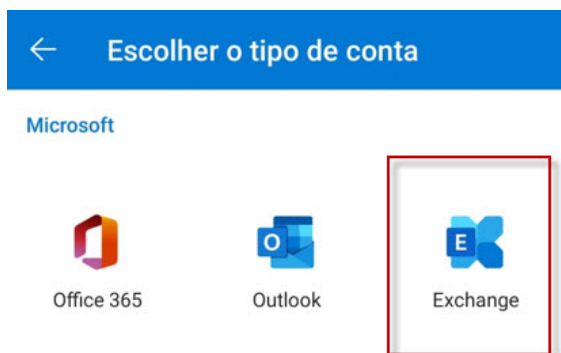 Escolher o tipo de conta
Microsoft
O
E
Office 365
Outlook
Exchange